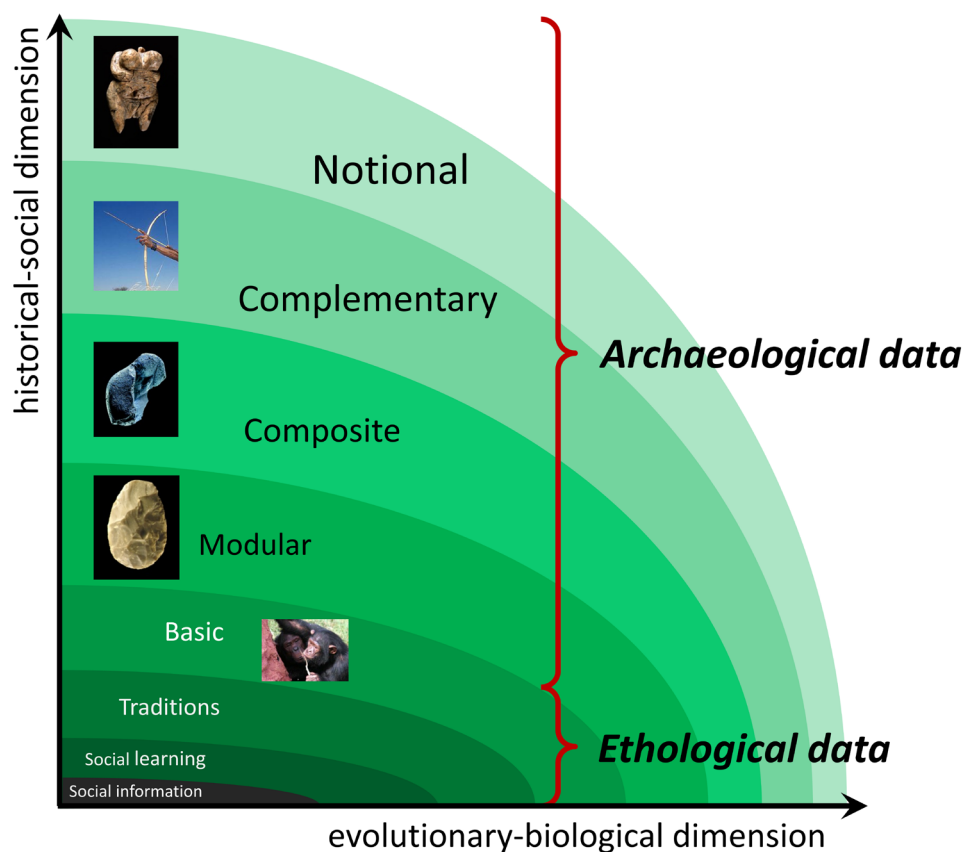 historical-social dimension
Notional
Complementary
Archaeological data
Composite
Modular
Basic
Traditions
Ethological data
Social learning
Social information
evolutionary-biological dimension